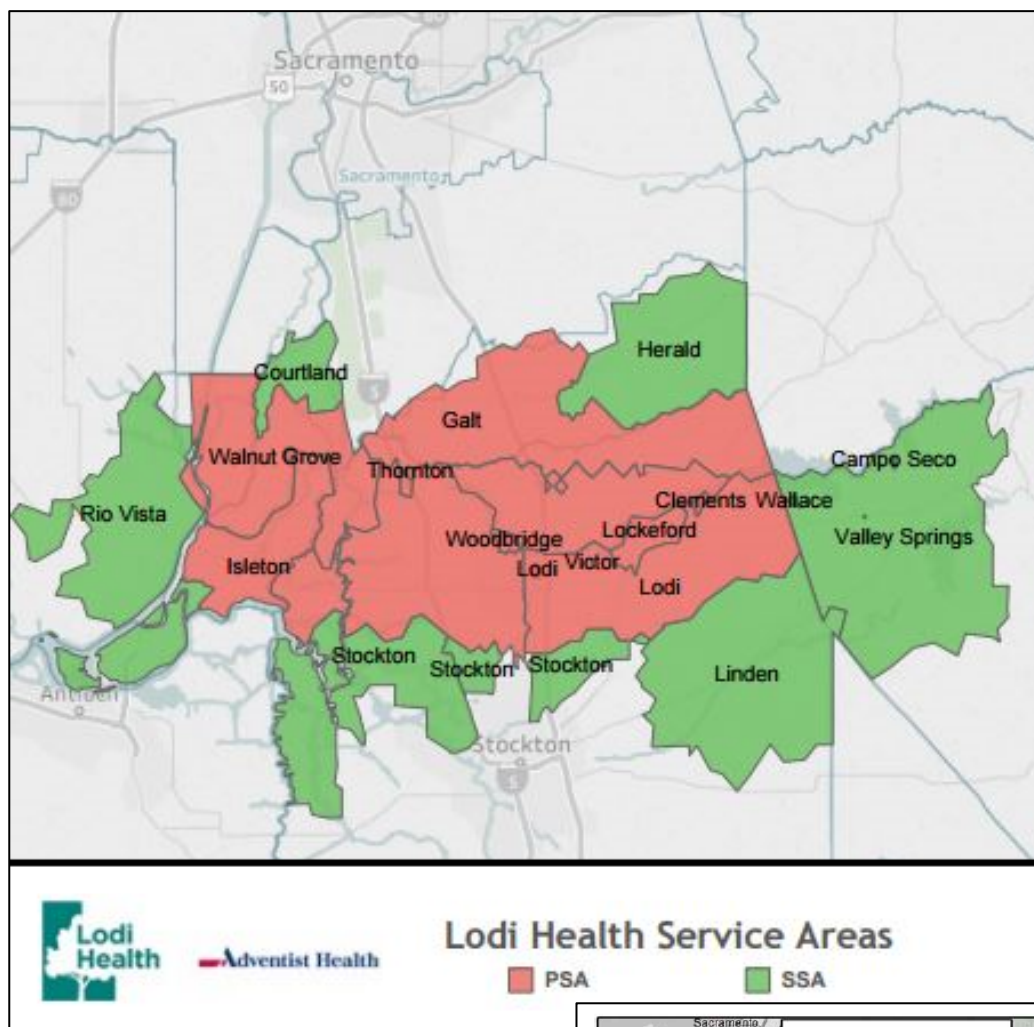 Sacramento
50
Sacramento
80
Herald
Courtland
5
Galt
Walnut Grove
Campo Seco
Thornton
Clements Wallace
Rio Vista
Lockeford
Woodbridge
Valley Springs
Isleton
Lodi
Victor
Lodi
Stockton
Stockton
Stockton
Linden
Antioch
Stockton
5
Lodi
Health
Adventist Health
Lodi Health Service Areas
PSA
SSA
Sacramento